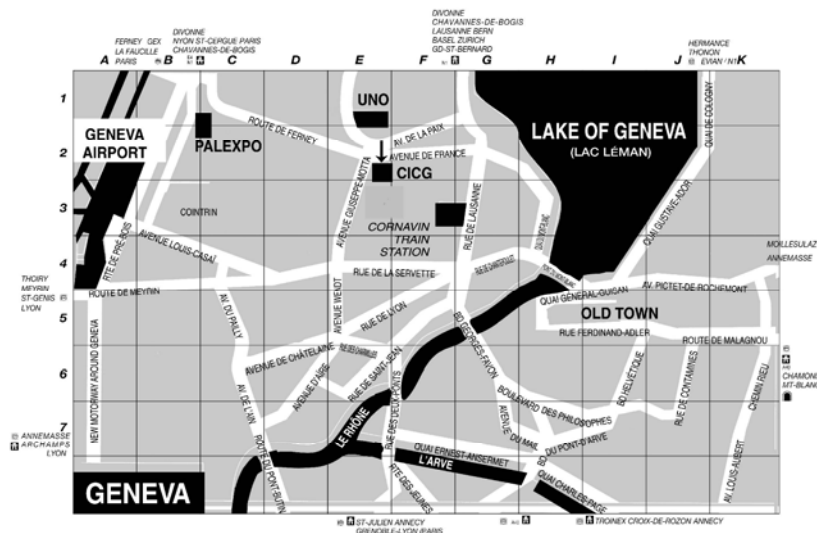 FERNEY GEX
LA FAUCILLE
PARIS
DIVONNE
NYON ST-CERGUE PARIS
CHAVANNES-DE-BOGIS
DIVONNE
CHAVANNES-DE-BOGIS
LAUSANNE BERN
BASEL ZURICH
GD-ST-BERNARD
HERMANCE
THONON
EVIAN / N1
A B C D E F G H I J K
1
2
3
4
5
6
7
GENEVA
AIRPORT
PALEXPO
ROUTE DE FERNEY
UNO
AV. DE LA PAIX
AVENUE DE FRANCE
CICG
LAKE OF GENEVA
(LAC LÉMAN)
QUAI DE COLOGNY
COINTRIN
AVENUE GIUSEPPE-MOTTA
CORNAVIN
TRAIN
STATION
RUE DE LAUSANNE
QUAI GUSTAVE-ADOR
RTE DE PRÉ-BOIS
AVENUE LOUIS-CASAÏ
MOILLESULAZ
ANNEMASSE
THOIRY
MEYRIN
ST-GENIS
LYON
ROUTE DE MEYRIN
RUE DE LA SERVETTE
QUAI GÉNÉRAL-GUICAN
AV. PICTET-DE-ROCHEMONT
AV. DU PAILLY
AVENUE WENDT
RUE DE LYON
BD GEORGES-FAVON
OLD TOWN
RUE FERDINAND-ADLER
ROUTE DE MALAGNOU
AVENUE DE CHÂTELAINE
AVENUE D'AÏRE
RUE DE SAINT-JEAN
CHAMONIX
MT-BLANC
NEW MOTORWAY AROUND GENEVA
AV. DE L'AIN
RUE DES DEUX-PONTS
BOULEVARD DES PHILOSOPHES
BD HELVÉTIQUE
RUE DE CONTAMINES
CHEMIN RIEU
ANNEMASSE
ARCHAMPS
LYON
LE RHÔNE
AVENUE
DU MAIL
BD DU PONT-D'ARVE
ROUTE DU PONT-BUTIN
QUAI ERNEST-ANSERMET
L'ARVE
RTE DES JEUNES
QUAI CHARLES-PAGE
AV. LOUIS-AUBERT
GENEVA
ST-JULIEN ANNECY
GRENOBLE-LYON (PARIS
TROINEX CROIX-DE-ROZON ANNECY